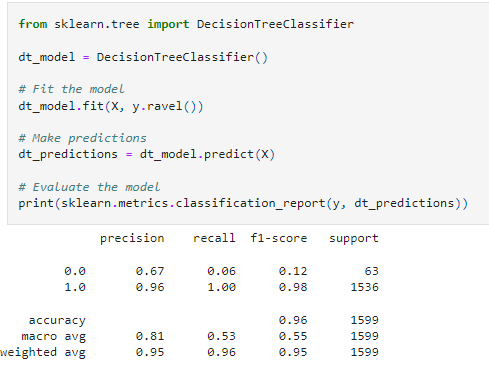 from sklearn.tree import DecisionTreeClassifier
dt_model = DecisionTreeClassifier()
# Fit the model
dt_model.fit(X, y.ravel())
# Make predictions
dt_predictions = dt_model.predict(X)
# Evaluate the model
print(sklearn.metrics.classification_report(y, dt_predictions))
precision recall f1-score support
0.0 0.67 0.06 0.12 63
1.0 0.96 1.00 0.98 1536
accuracy 0.96 1599
macro avg 0.81 0.53 0.55 1599
weighted avg 0.95 0.96 0.95 1599